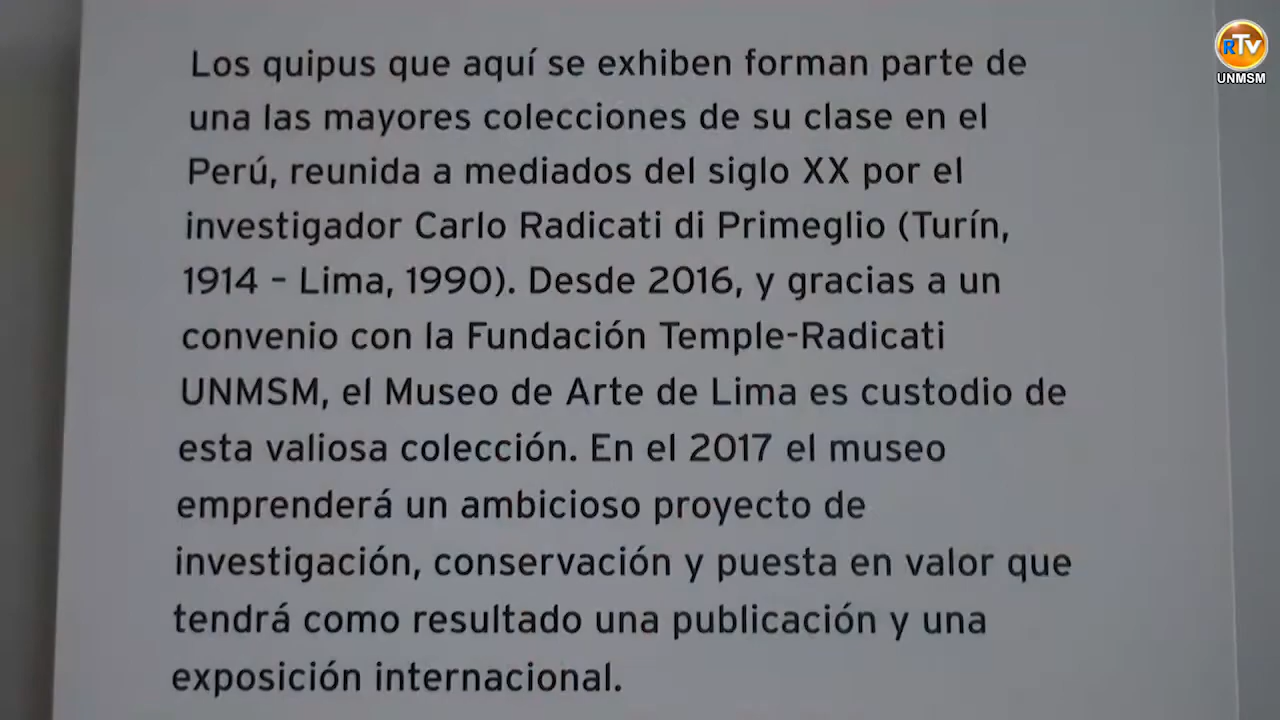 Los quipus que aquí se exhiben forman parte de
una las mayores colecciones de su clase en el
Perú, reunida a mediados del siglo XX por el
investigador Carlo Radicati di Primeglio (Turín,
1914 – Lima, 1990). Desde 2016, y gracias a un
convenio con la Fundación Temple-Radicati
UNMSM, el Museo de Arte de Lima es custodio de
esta valiosa colección. En el 2017 el museo
emprenderá un ambicioso proyecto de
investigación, conservación y puesta en valor que
tendrá como resultado una publicación y una
exposición internacional.
RTV
UNMSM